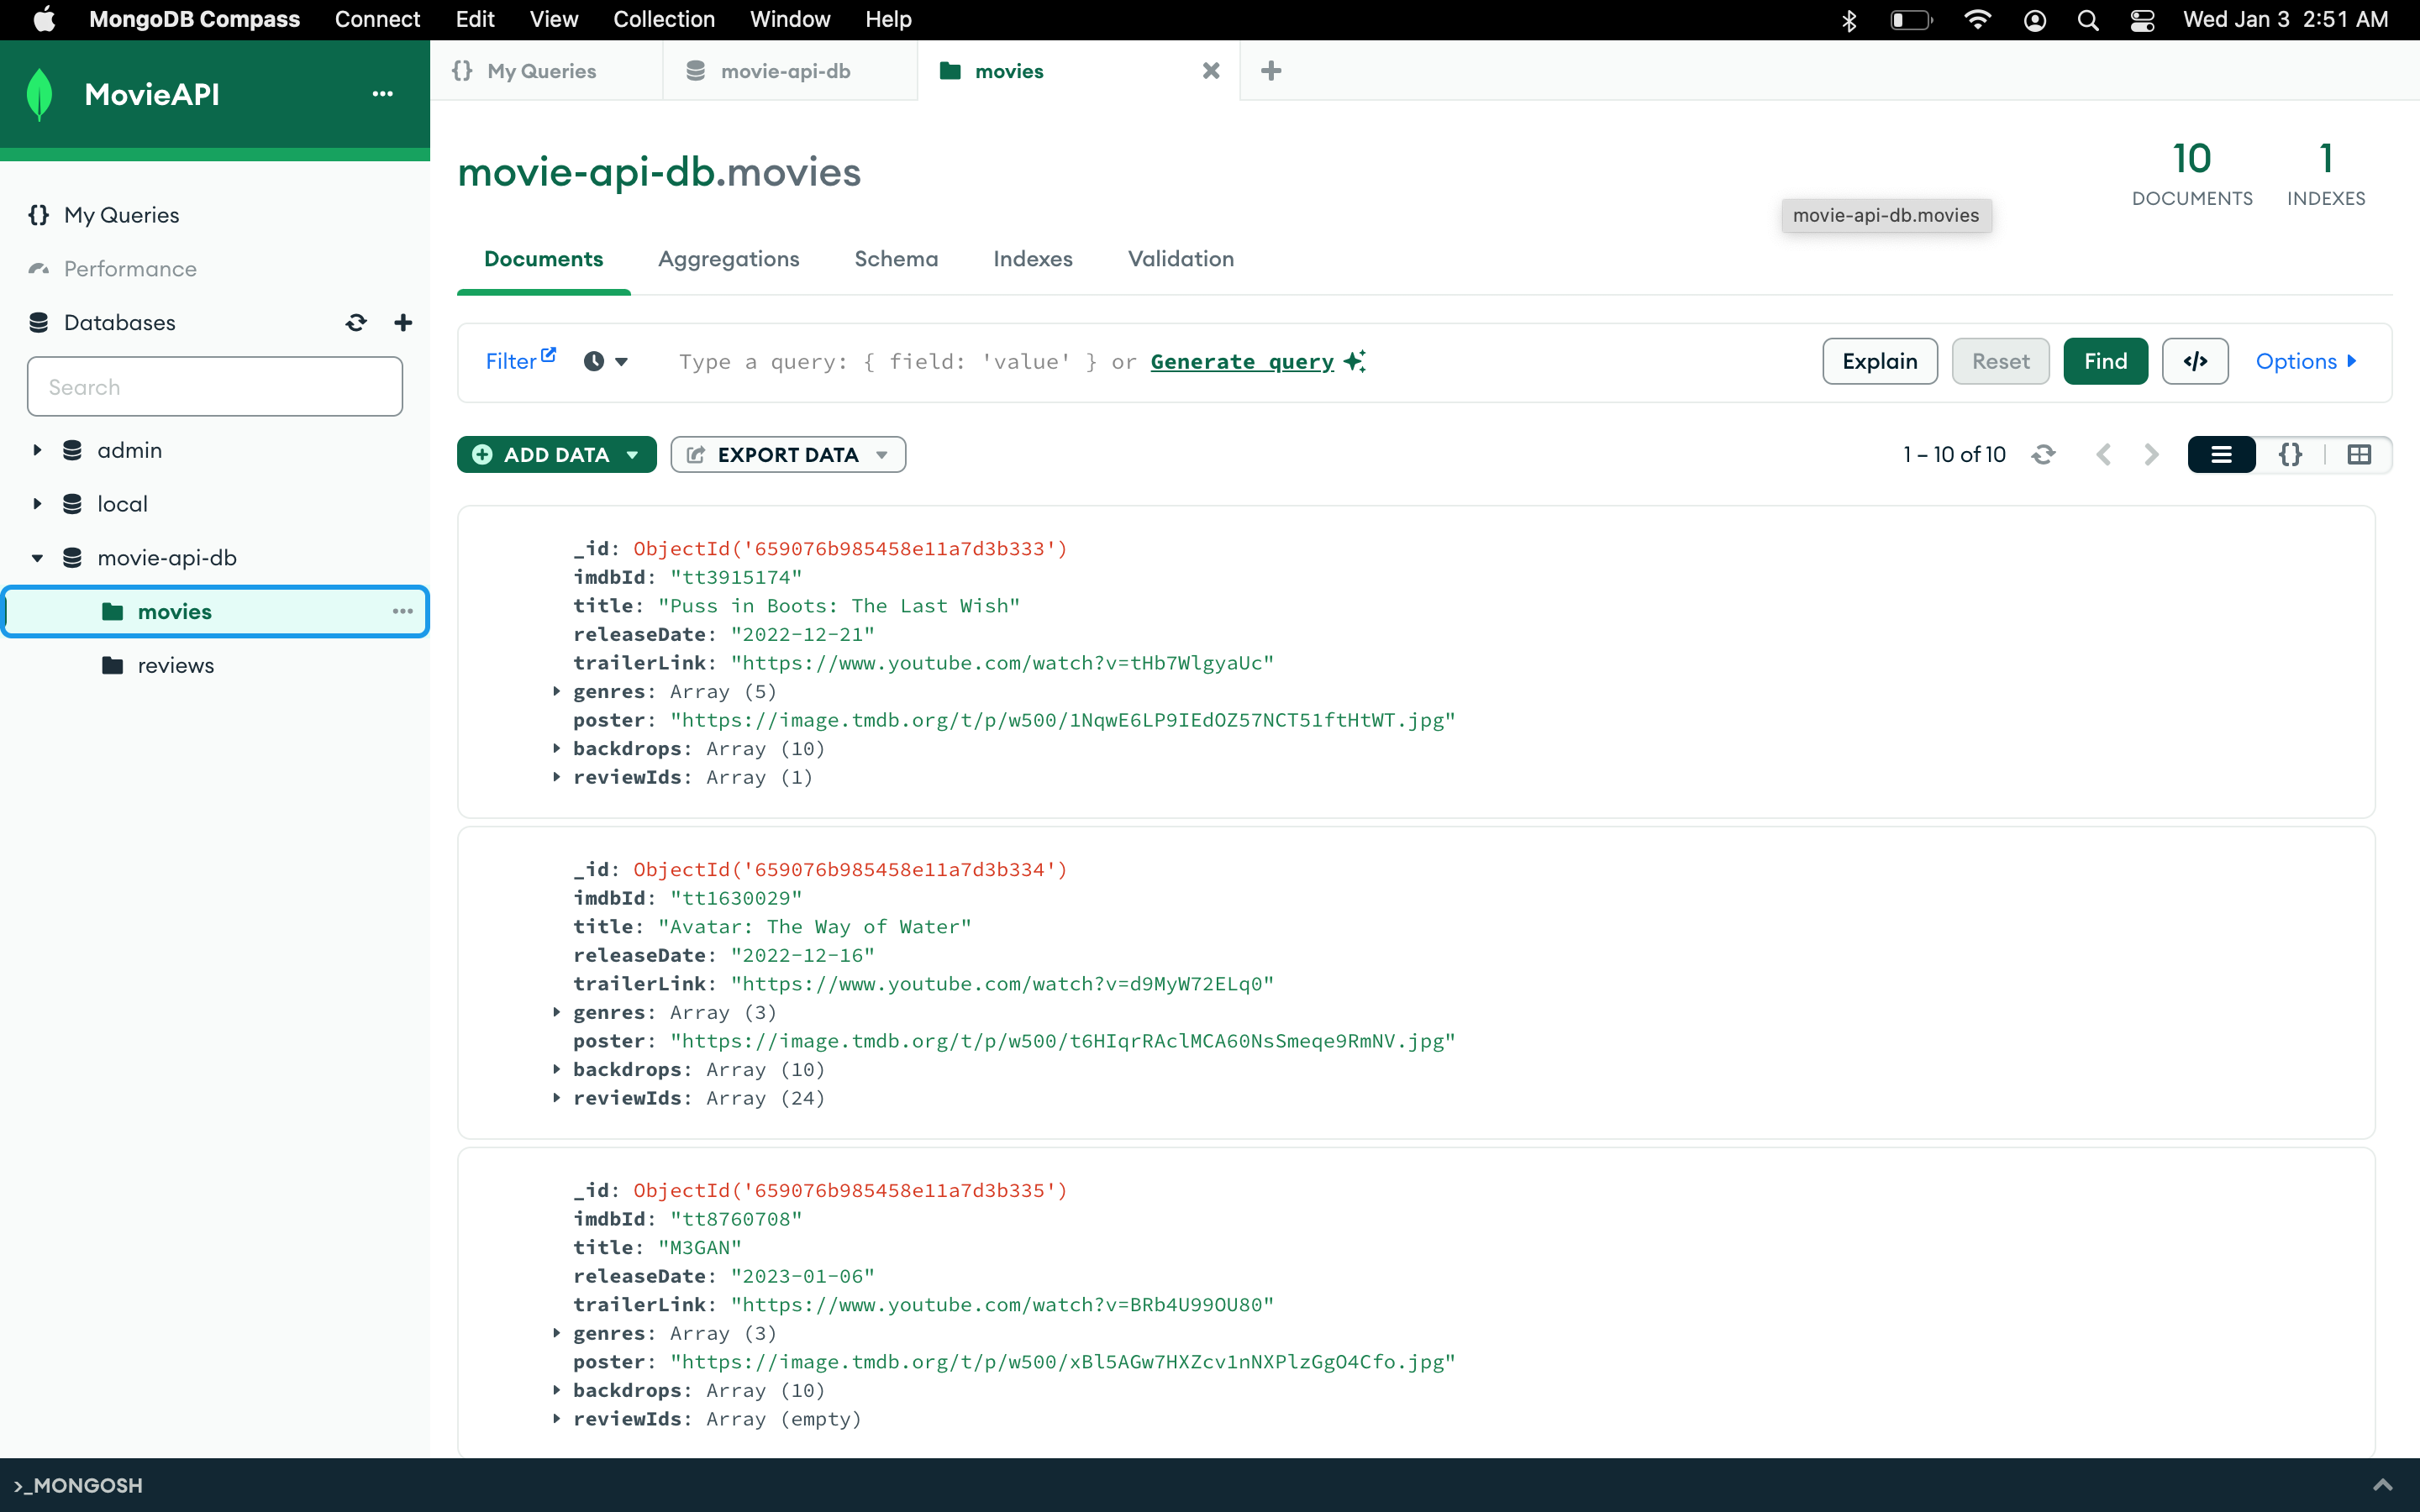 MongoDB Compass Connect Edit View Collection Window Help Wed Jan 3 2:51 AM
MovieAPI
My Queries
Performance
Databases
Search
admin
local
movie-api-db
movies
reviews
{} My Queries movie-api-db movies
movie-api-db.movies
10 DOCUMENTS
1 INDEXES
movie-api-db.movies
Documents Aggregations Schema Indexes Validation
Filter Type a query: { field: 'value' } or Generate query Explain Reset Find </> Options
ADD DATA EXPORT DATA 1 – 10 of 10 {}
_id: ObjectId('659076b985458e11a7d3b333')
imdbId: "tt3915174"
title: "Puss in Boots: The Last Wish"
releaseDate: "2022-12-21"
trailerLink: "https://www.youtube.com/watch?v=tHb7WlgyaUc"
genres: Array (5)
poster: "https://image.tmdb.org/t/p/w500/1NqwE6LP9IEdOZ57NCT51ftHtWT.jpg"
backdrops: Array (10)
reviewIds: Array (1)
_id: ObjectId('659076b985458e11a7d3b334')
imdbId: "tt1630029"
title: "Avatar: The Way of Water"
releaseDate: "2022-12-16"
trailerLink: "https://www.youtube.com/watch?v=d9MyW72ELq0"
genres: Array (3)
poster: "https://image.tmdb.org/t/p/w500/t6HIqrRAclMCA60NsSmeqe9RmNV.jpg"
backdrops: Array (10)
reviewIds: Array (24)
_id: ObjectId('659076b985458e11a7d3b335')
imdbId: "tt8760708"
title: "M3GAN"
releaseDate: "2023-01-06"
trailerLink: "https://www.youtube.com/watch?v=BRb4U99OU80"
genres: Array (3)
poster: "https://image.tmdb.org/t/p/w500/xBl5AGw7HXZcv1nNXPlzGgO4Cfo.jpg"
backdrops: Array (10)
reviewIds: Array (empty)
>_MONGOSH